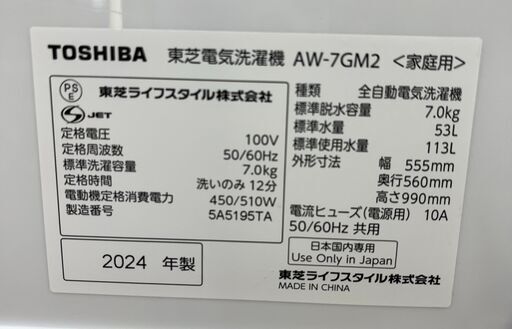 TOSHIBA 東芝電気洗濯機 AW-7GM2 <家庭用>
PS E 東芝ライフスタイル株式会社
S JET
定格電圧 100V
定格周波数 50/60Hz
標準洗濯容量 7.0kg
定格時間 洗いのみ 12分
電動機定格消費電力 450/510W
製造番号 5A5195TA
2024 年製
種類 全自動電気洗濯機
標準脱水容量 7.0kg
標準水量 53L
標準使用水量 113L
外形寸法 幅 555mm
奥行560mm
高さ990mm
電流ヒューズ(電源用) 10A
50/60Hz 共用
日本国内専用
Use Only in Japan
東芝ライフスタイル株式会社
MADE IN CHINA